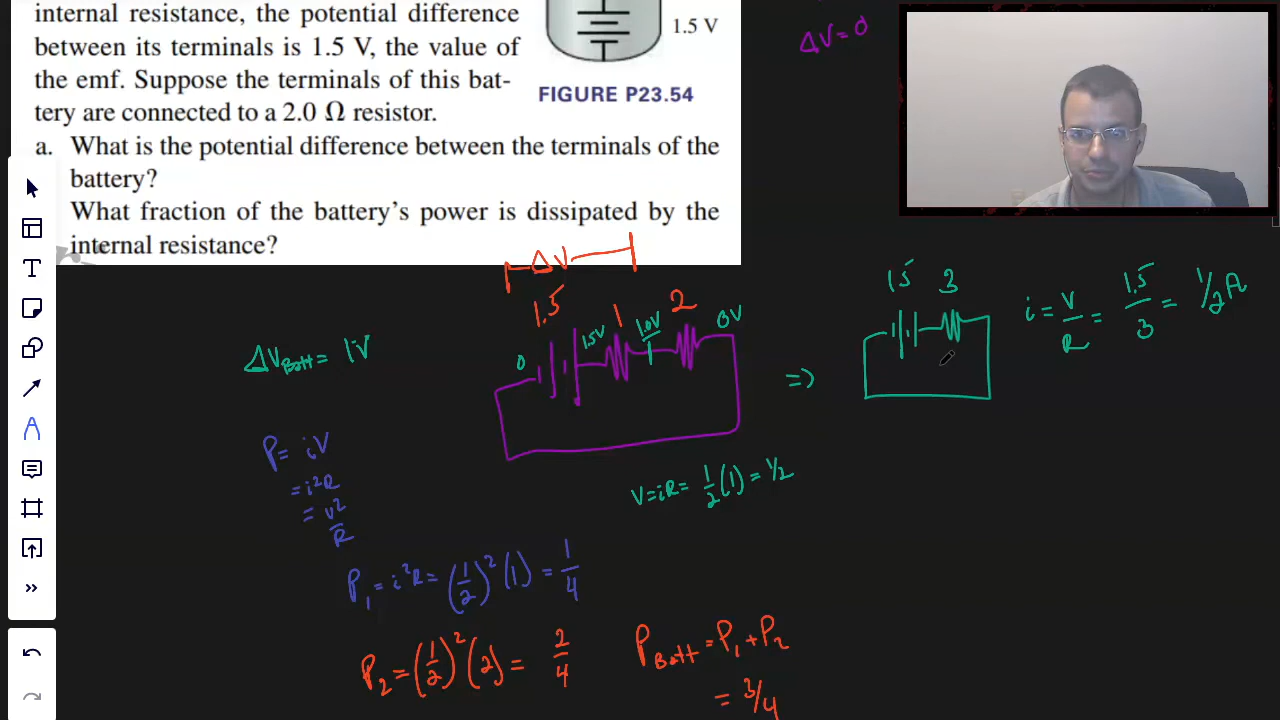 internal resistance, the potential difference
between its terminals is 1.5 V, the value of
the emf. Suppose the terminals of this bat-
tery are connected to a 2.0 Ω resistor.
1.5 V
FIGURE P23.54
a. What is the potential difference between the terminals of the
battery?
What fraction of the battery's power is dissipated by the
internal resistance?
ΔV=0
ΔV
1.5
1
2
0
1.5V
1.0V
0V
ΔV Batt = 1V
=>
1.5 3
i = V/R = 1.5/3 = 1/2 A
P = iV
= i²R
= V²/R
V=iR= 1/2 (1) = 1/2
P₁ = i²R = (1/2)² (1) = 1/4
P₂ = (1/2)² (2) = 2/4
P Batt = P₁ + P₂
= 3/4
T
A